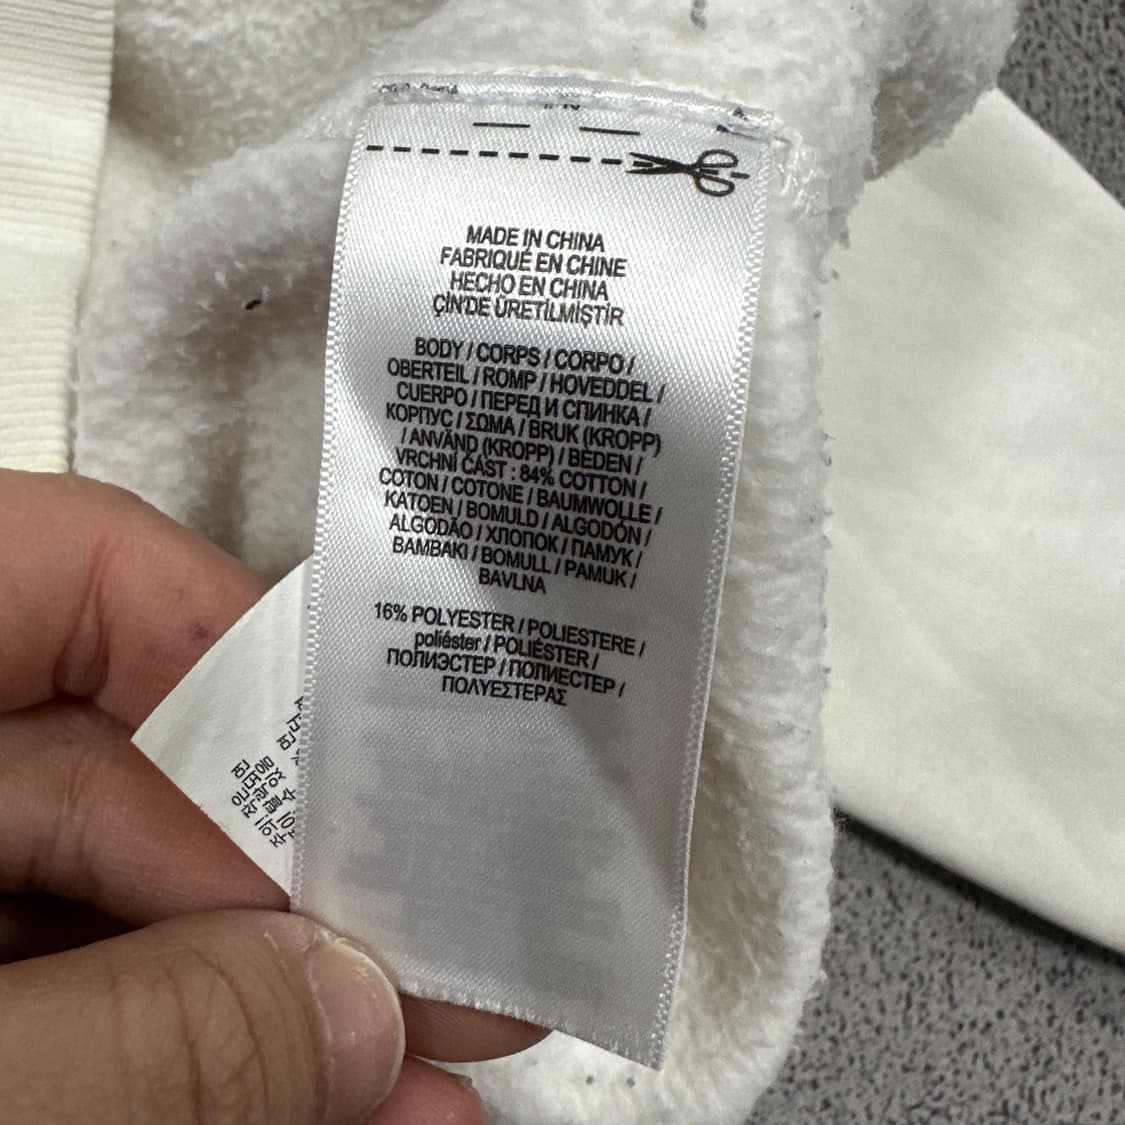 MADE IN CHINA
FABRIQUÉ EN CHINE
HECHO EN CHINA
ÇİN'DE ÜRETİLMİŞTİR
BODY / CORPS / CORPO /
OBERTEIL / ROMP / HOVEDDEL /
CUERPO / ПЕРЕД И СПИНКА /
КОРПУС / ΣΩΜΑ / BRUK (KROPP)
/ ANVÄND (KROPP) / BEDEN /
VRCHNÍ ČÁST : 84% COTTON /
COTON / COTONE / BAUMWOLLE /
KATOEN / BOMULD / ALGODÓN /
ALGODÃO / ХЛОПОК / ПАМУК /
ΒΑΜΒΑΚΙ / BOMULL / PAMUK /
BAVLNA
16% POLYESTER / POLIESTERE /
poliéster / POLIÉSTER /
ПОЛИЭСТЕР / ПОЛИЕСТЕР /
ΠΟΛΥΕΣΤΕΡΑΣ